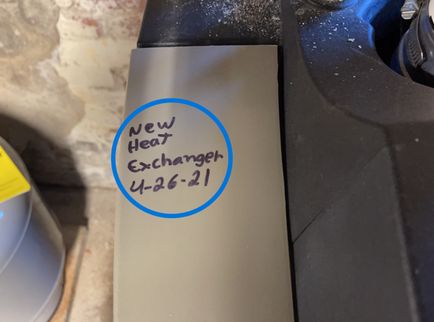 New
Heat
Exchanger
4-26-21